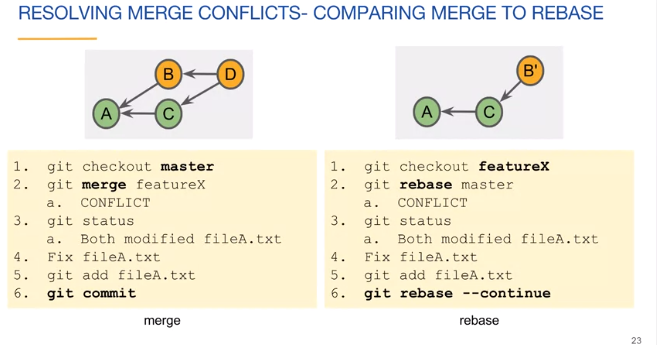 RESOLVING MERGE CONFLICTS- COMPARING MERGE TO REBASE
B
D
A
C
1. git checkout master
2. git merge featureX
a. CONFLICT
3. git status
a. Both modified fileA.txt
4. Fix fileA.txt
5. git add fileA.txt
6. git commit
merge
B'
A
C
1. git checkout featureX
2. git rebase master
a. CONFLICT
3. git status
a. Both modified fileA.txt
4. Fix fileA.txt
5. git add fileA.txt
6. git rebase --continue
rebase
23